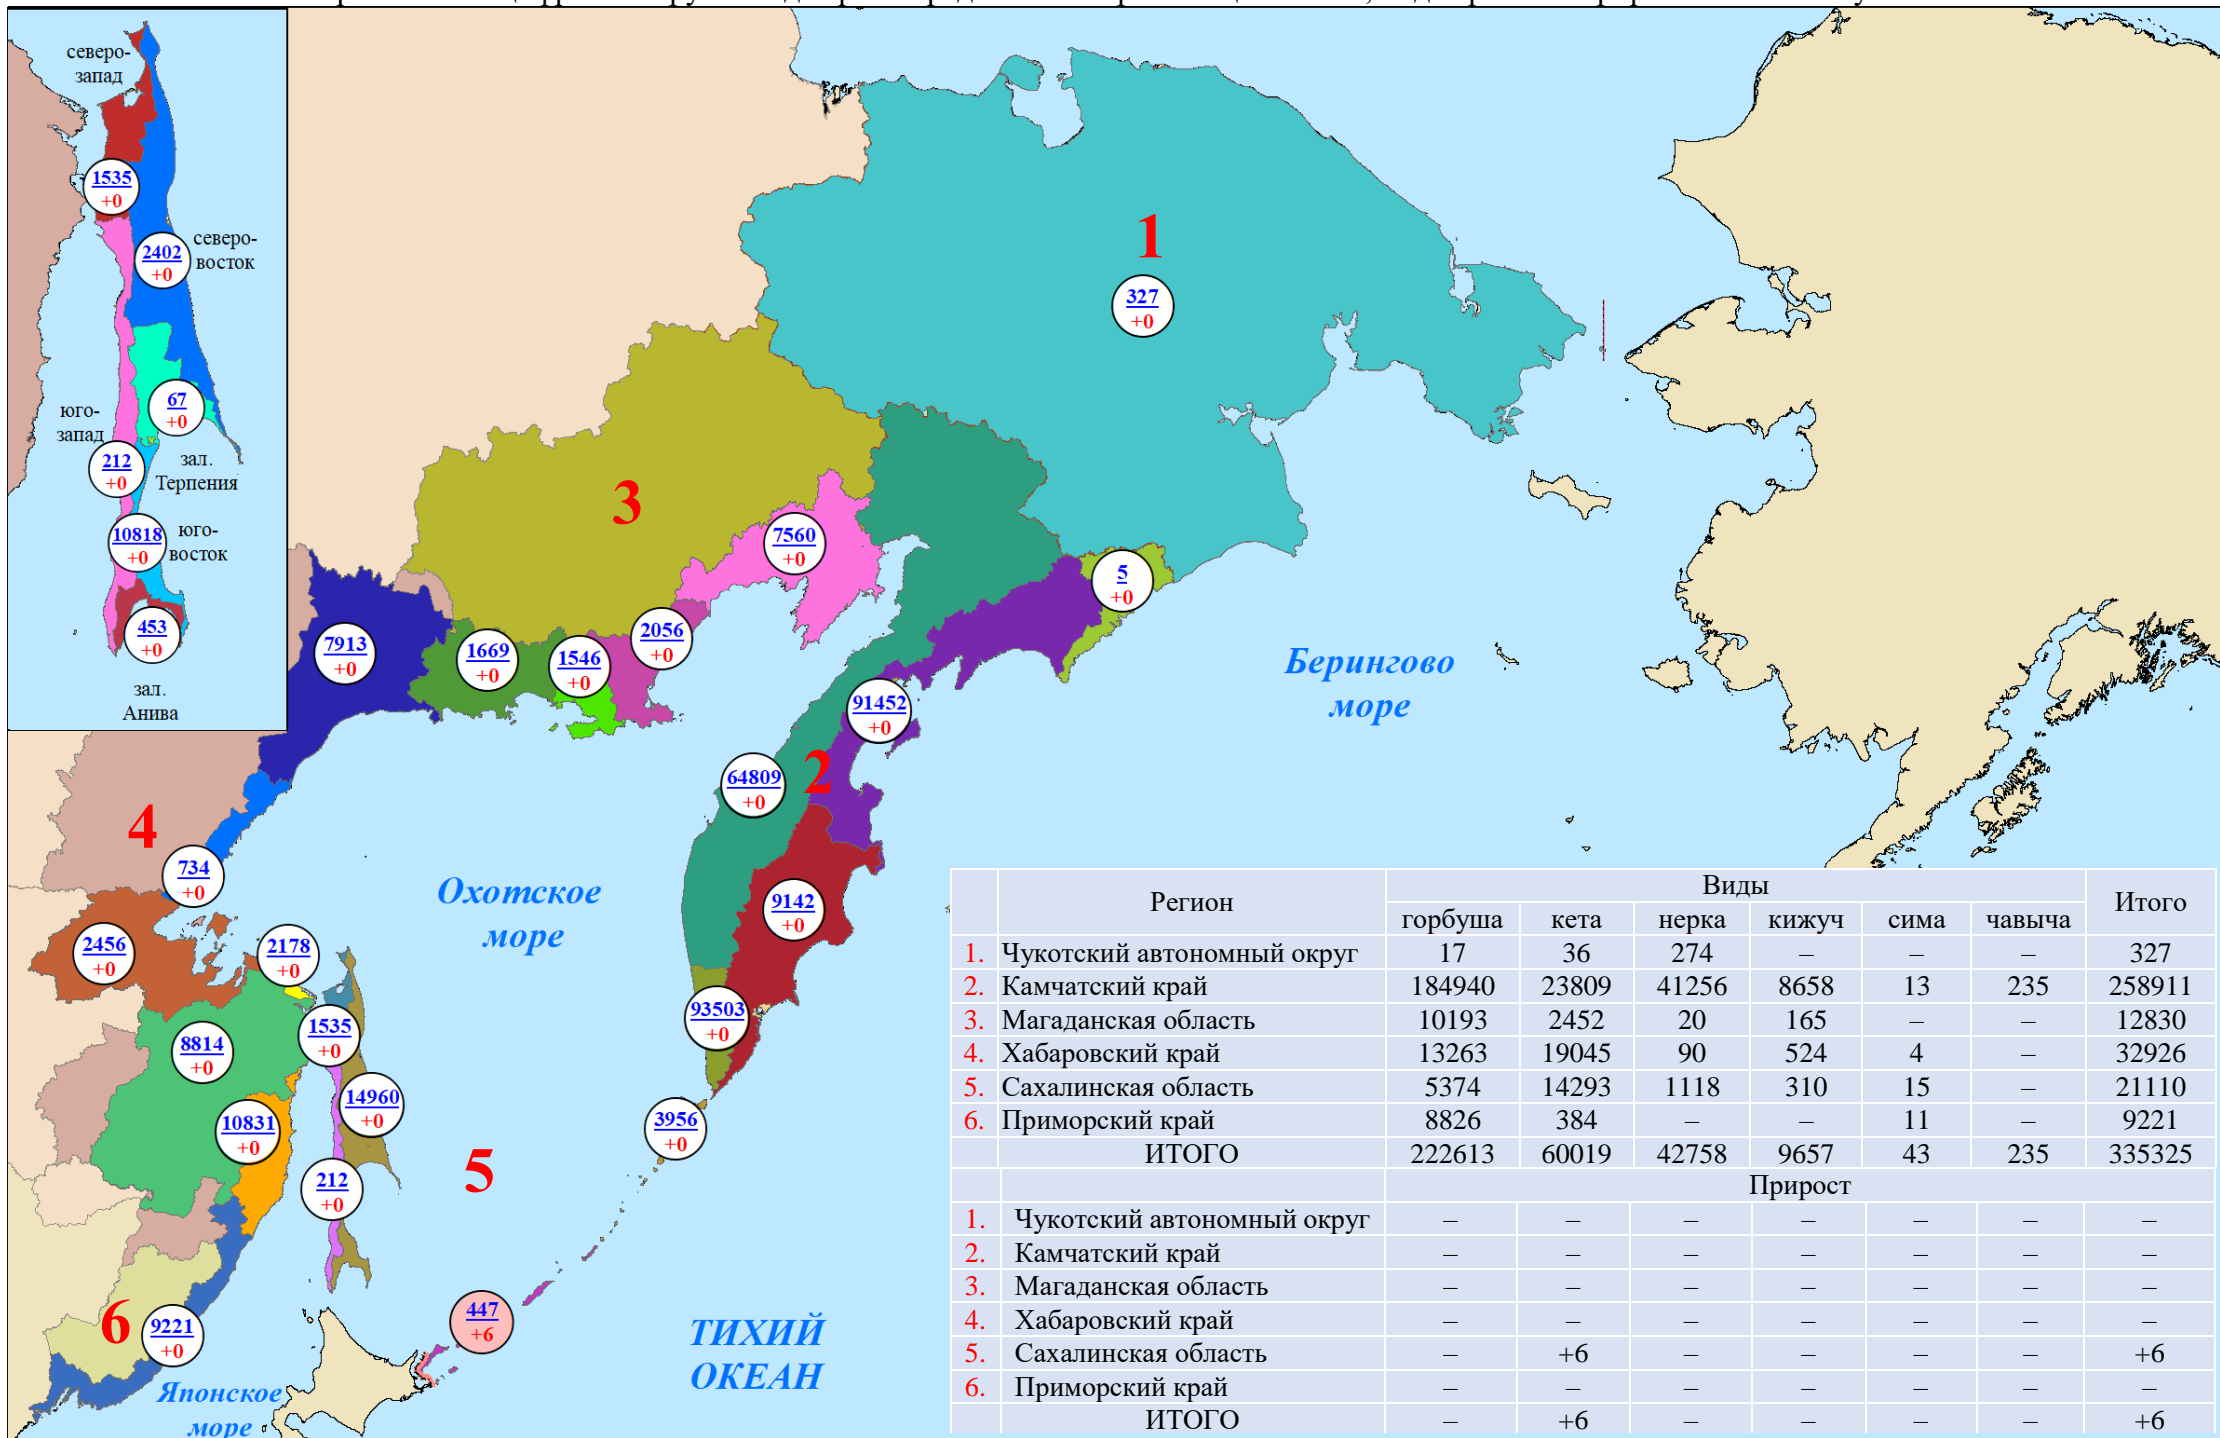 северо-
запад
1535
+0
северо-
восток
2402
+0
67
+0
юго-
запад
212
+0
зал.
Терпения
10818
+0
юго-
восток
453
+0
зал.
Анива
1
327
+0
3
7560
+0
5
+0
7913
+0
1669
+0
1546
+0
2056
+0
Берингово
море
91452
+0
64809
+0
2
4
734
+0
Охотское
море
9142
+0
2456
+0
2178
+0
93503
+0
1535
+0
8814
+0
14960
+0
10831
+0
3956
+0
212
+0
5
6
9221
+0
447
+6
ТИХИЙ
ОКЕАН
Японское
море
Регион Виды Итого
горбуша кета нерка кижуч сима чавыча
1. Чукотский автономный округ 17 36 274 – – – 327
2. Камчатский край 184940 23809 41256 8658 13 235 258911
3. Магаданская область 10193 2452 20 165 – – 12830
4. Хабаровский край 13263 19045 90 524 4 – 32926
5. Сахалинская область 5374 14293 1118 310 15 – 21110
6. Приморский край 8826 384 – – 11 – 9221
ИТОГО 222613 60019 42758 9657 43 235 335325
Прирост
1. Чукотский автономный округ – – – – – – –
2. Камчатский край – – – – – – –
3. Магаданская область – – – – – – –
4. Хабаровский край – – – – – – –
5. Сахалинская область – +6 – – – – +6
6. Приморский край – – – – – – –
ИТОГО – +6 – – – – +6